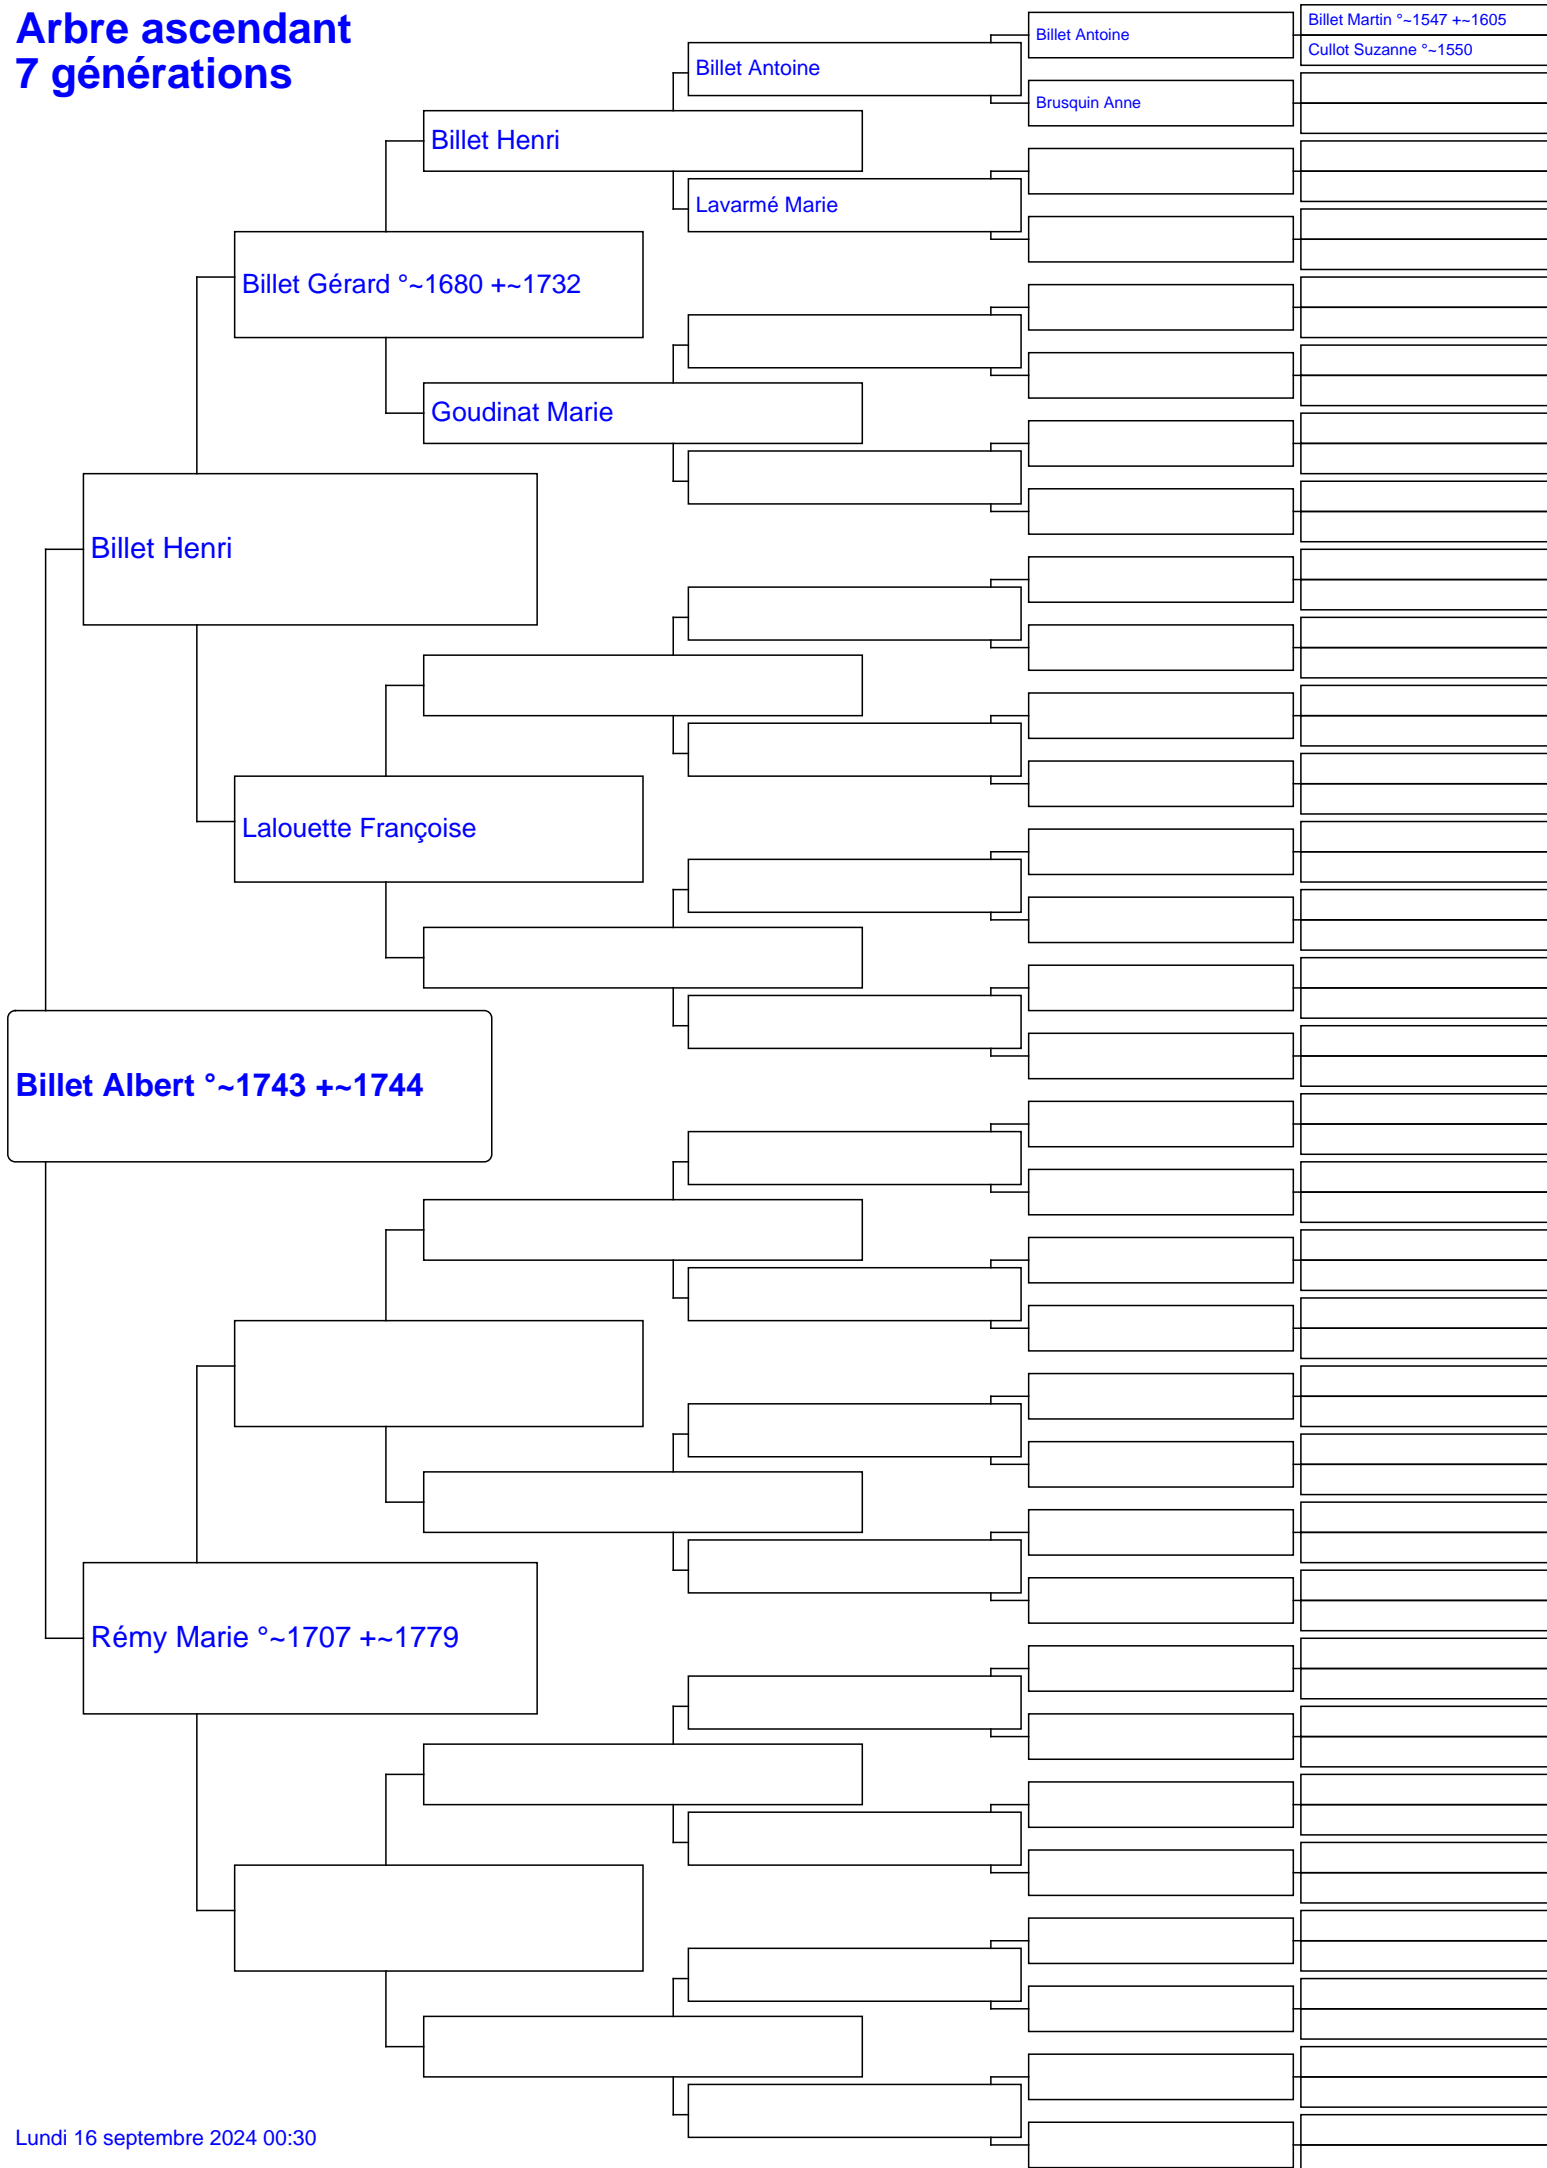 Arbre ascendant
7 générations
Billet Martin °~1547 +~1605
Billet Antoine
Cullot Suzanne °~1550
Billet Antoine
Brusquin Anne
Billet Henri
Lavarmé Marie
Billet Gérard °~1680 +~1732
Goudinat Marie
Billet Henri
Lalouette Françoise
Billet Albert °~1743 +~1744
Rémy Marie °~1707 +~1779
Lundi 16 septembre 2024 00:30